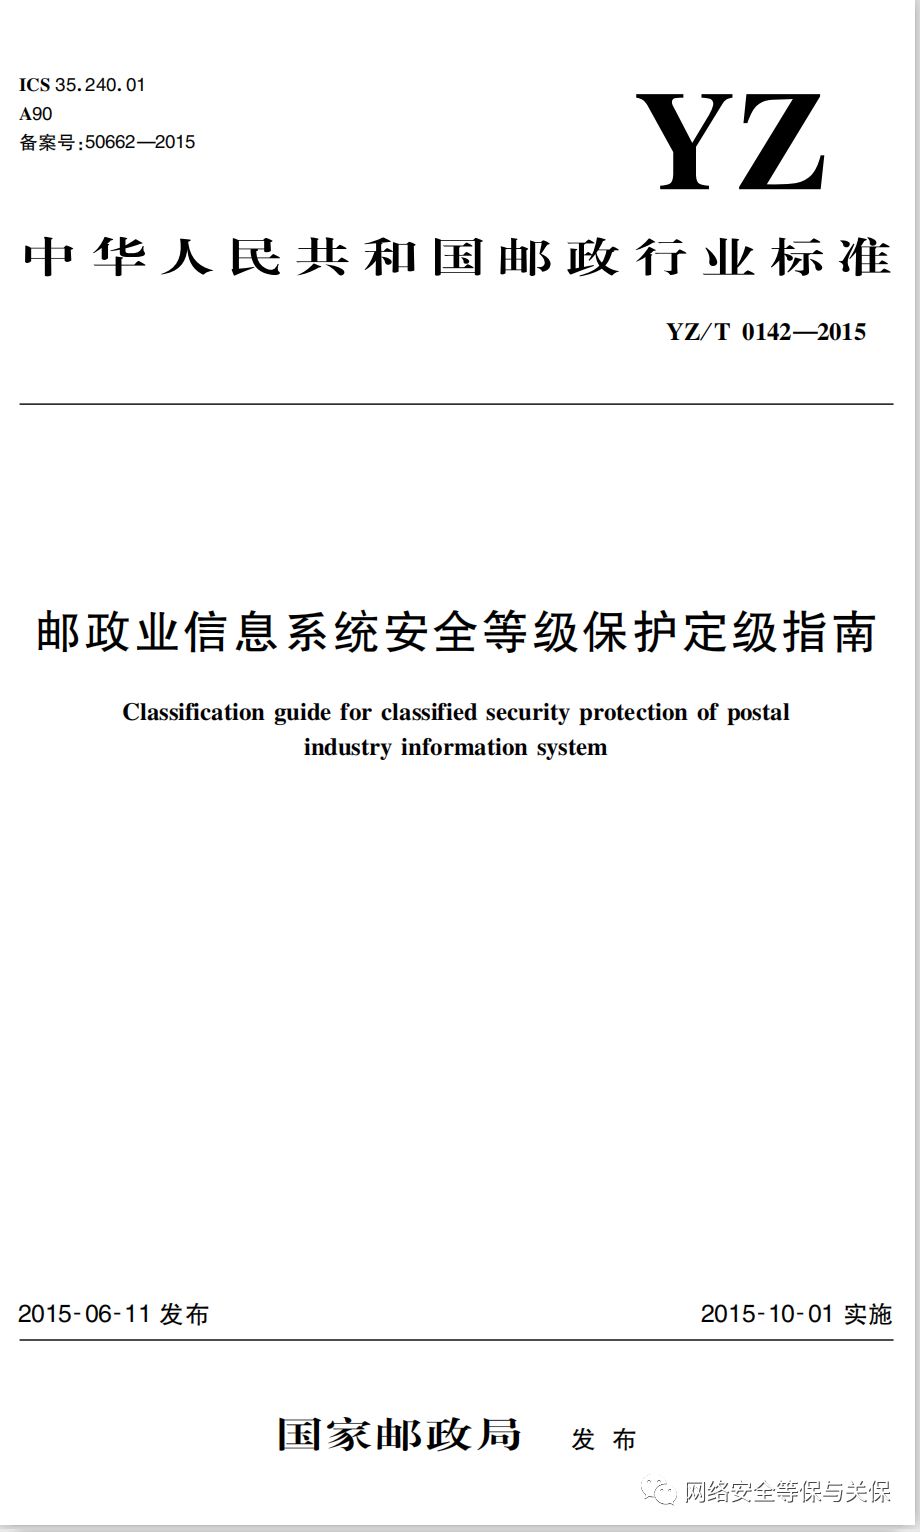 ICS 35.240.01
A90
备案号:50662—2015
YZ
中华人民共和国邮政行业标准
YZ/T 0142—2015
邮政业信息系统安全等级保护定级指南
Classification guide for classified security protection of postal
industry information system
2015-06-11 发布
2015-10-01 实施
国家邮政局 发布
网络安全等保与关保